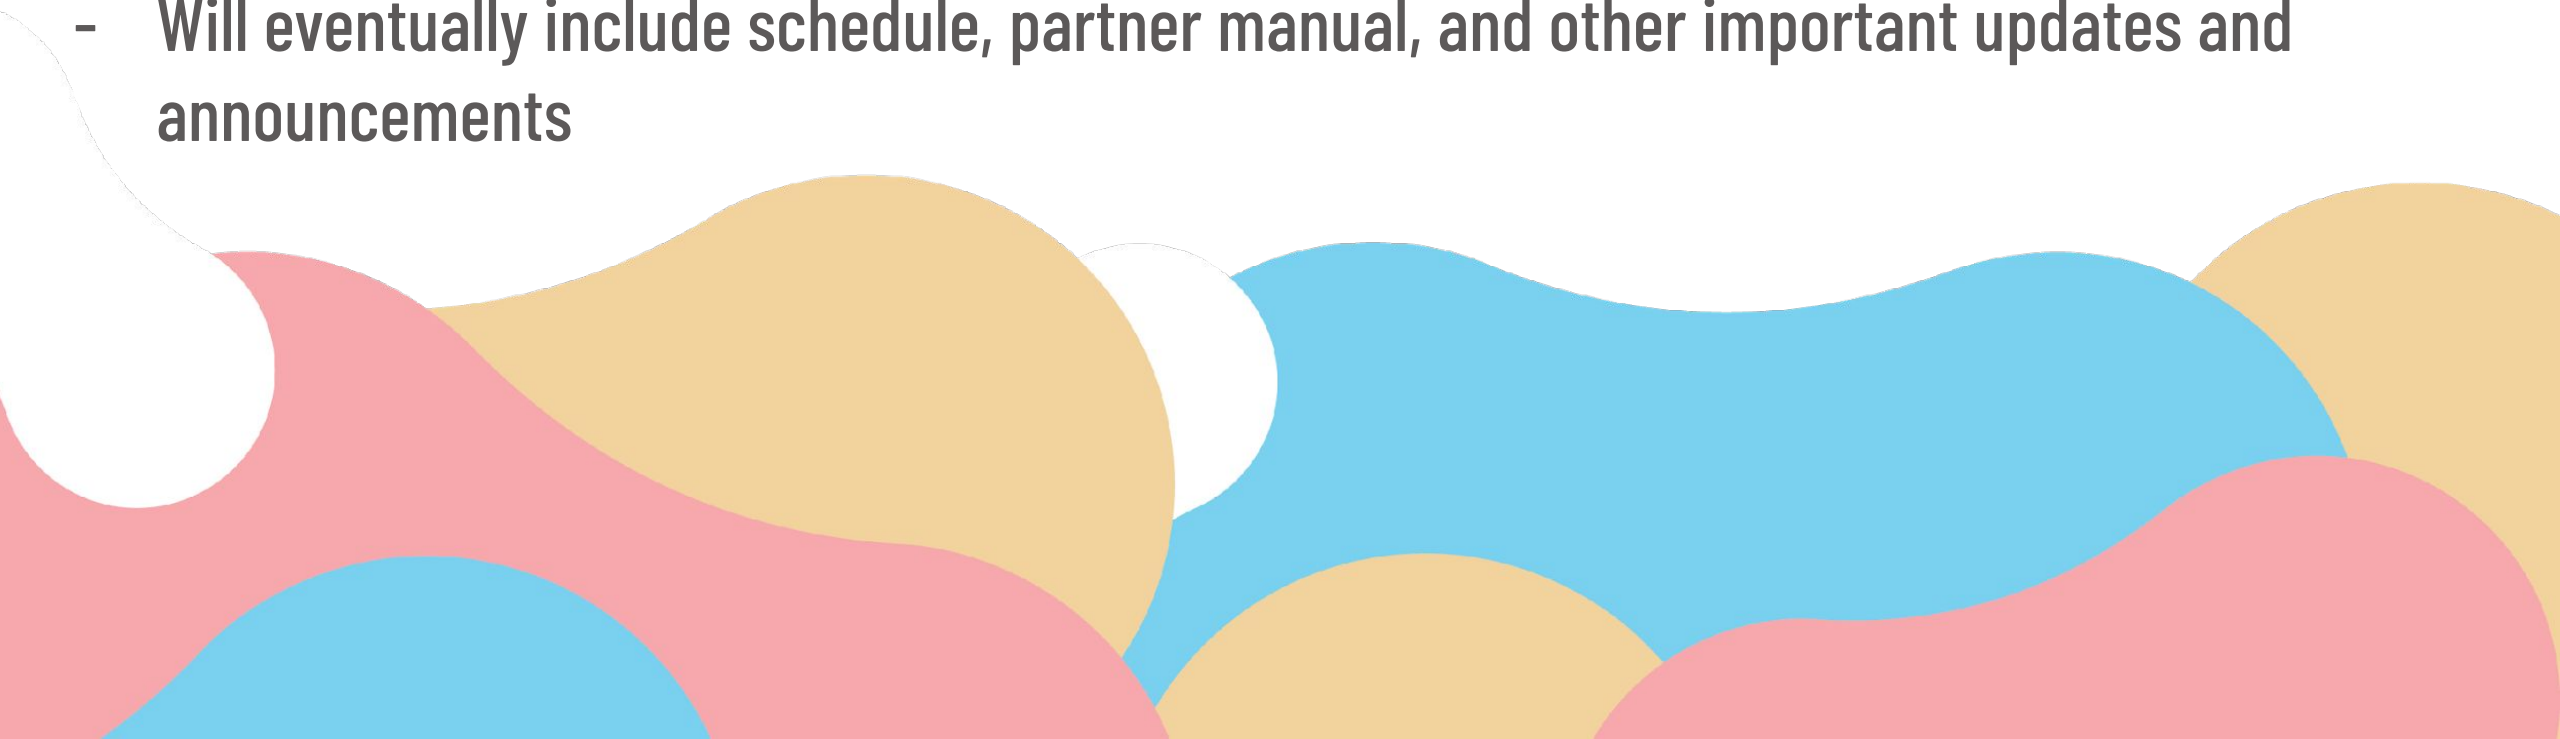 - Will eventually include schedule, partner manual, and other important updates and
announcements